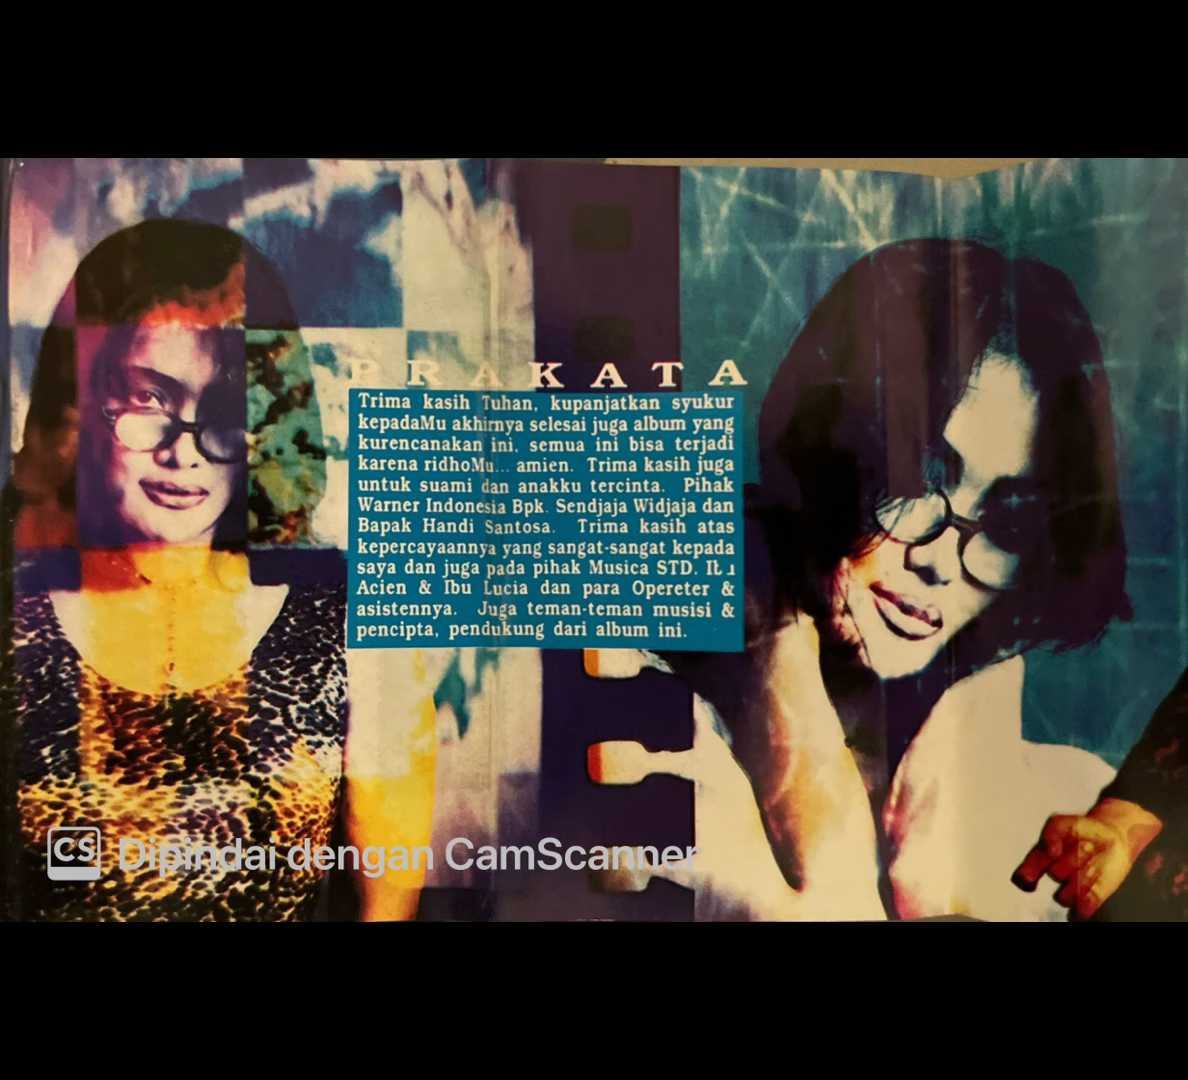 PRAKATA
Trima kasih Tuhan, kupanjatkan syukur
kepadaMu akhirnya selesai juga album yang
kurencanakan ini, semua ini bisa terjadi
karena ridhoMu... amien. Trima kasih juga
untuk suami dan anakku tercinta. Pihak
Warner Indonesia Bpk. Sendjaja Widjaja dan
Bapak Handi Santosa. Trima kasih atas
kepercayaannya yang sangat-sangat kepada
saya dan juga pada pihak Musica STD.
Acien & Ibu Lucia dan para Opereter &
asistennya. Juga teman-teman musisi &
pencipta, pendukung dari album ini.
CS Dipindai dengan CamScanner